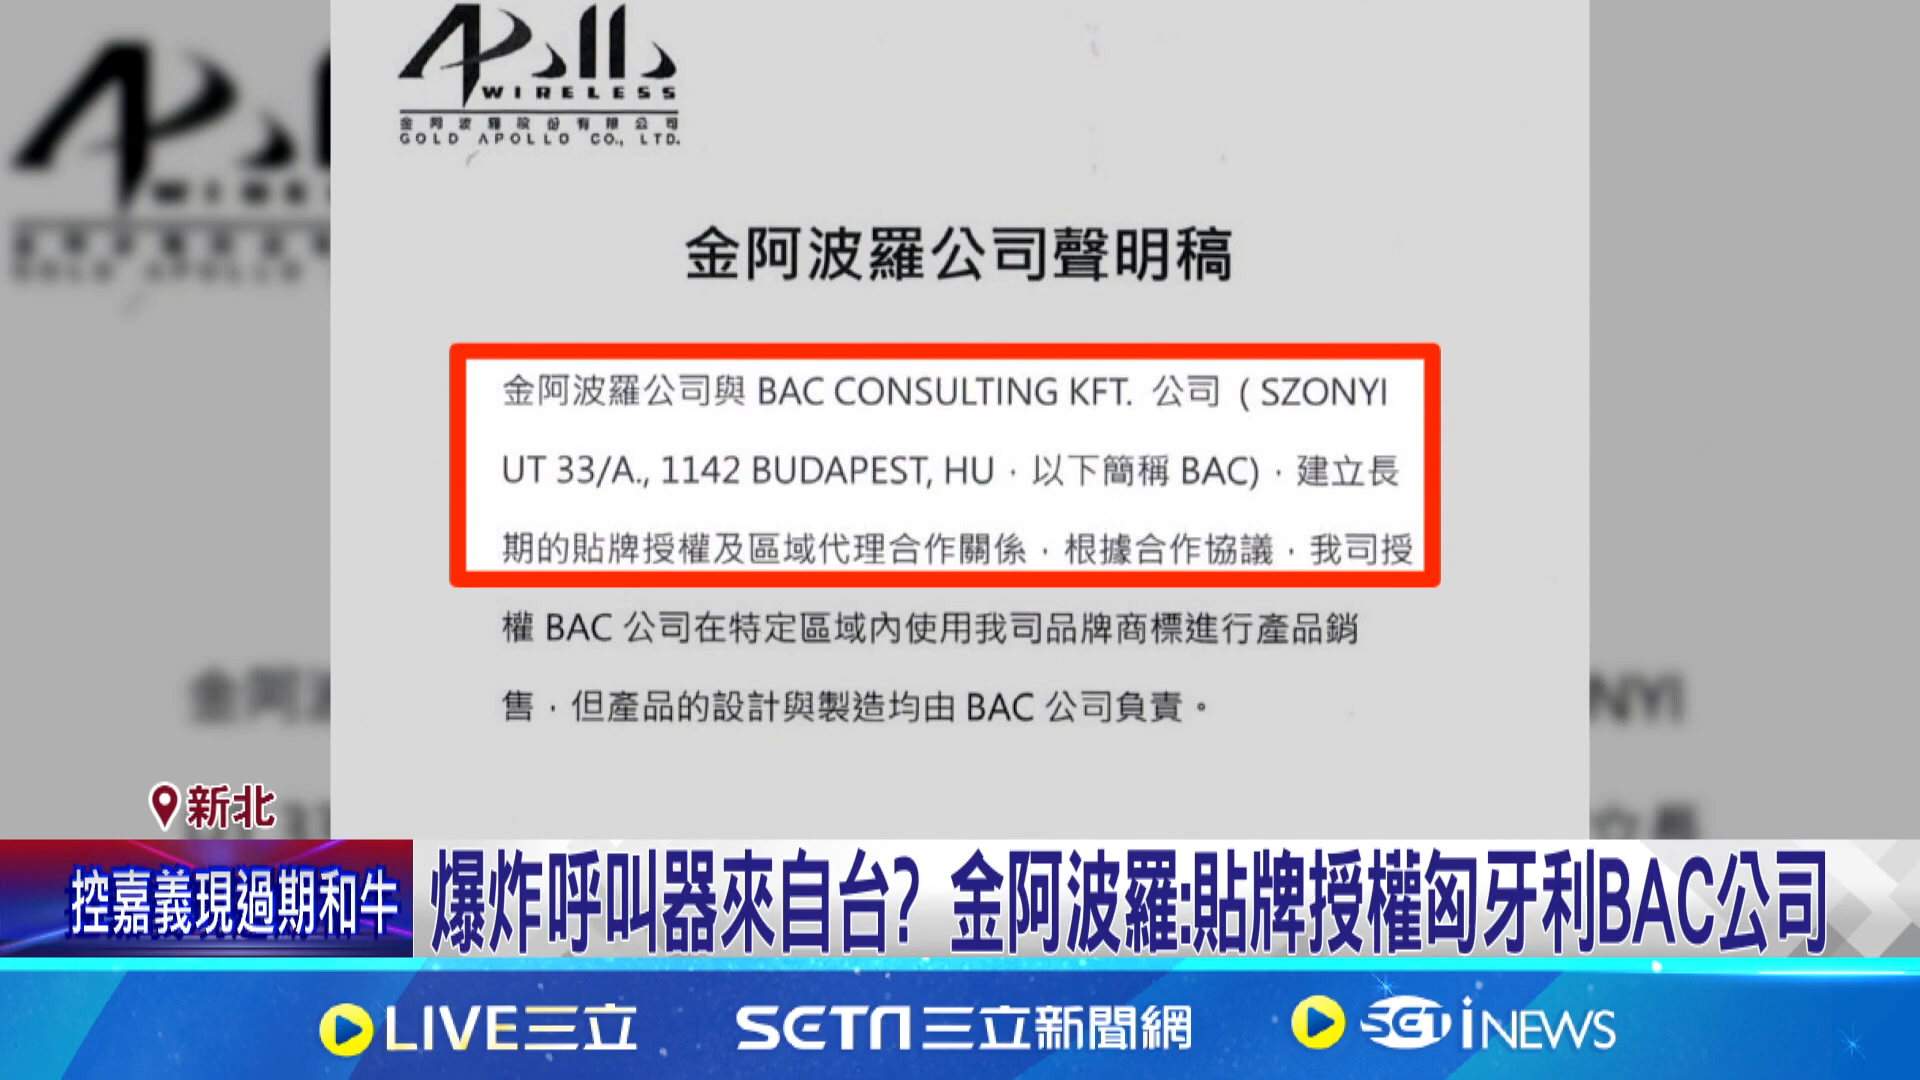 APOLLO
WIRELESS
金阿波羅股份有限公司
GOLD APOLLO CO., LTD.
金阿波羅公司聲明稿
金阿波羅公司與 BAC CONSULTING KFT. 公司 ( SZONYI
UT 33/A., 1142 BUDAPEST, HU，以下簡稱 BAC)，建立長
期的貼牌授權及區域代理合作關係，根據合作協議，我司授
權 BAC 公司在特定區域內使用我司品牌商標進行產品銷
售，但產品的設計與製造均由 BAC 公司負責。
新北
控嘉義現過期和牛
爆炸呼叫器來自台? 金阿波羅:貼牌授權匈牙利BAC公司
LIVE三立
SETN三立新聞網
SETiNEWS